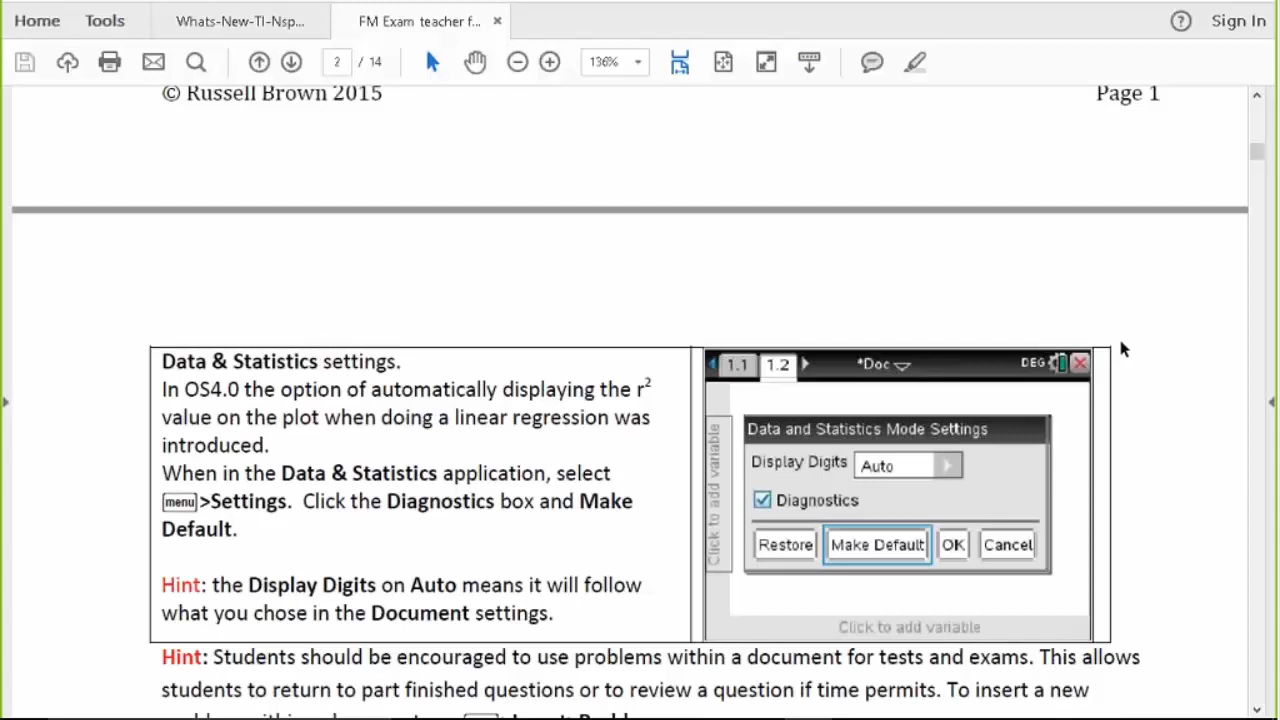 Home Tools Whats-New-TI-Nsp... FM Exam teacher f... × Sign In
2 / 14 136%
© Russell Brown 2015 Page 1
Data & Statistics settings.
In OS4.0 the option of automatically displaying the r²
value on the plot when doing a linear regression was
introduced.
When in the Data & Statistics application, select
menu >Settings. Click the Diagnostics box and Make
Default.
Hint: the Display Digits on Auto means it will follow
what you chose in the Document settings.
1.1 1.2 *Doc DEG
Click to add variable
Data and Statistics Mode Settings
Display Digits Auto
Diagnostics
Restore Make Default OK Cancel
Click to add variable
Hint: Students should be encouraged to use problems within a document for tests and exams. This allows
students to return to part finished questions or to review a question if time permits. To insert a new